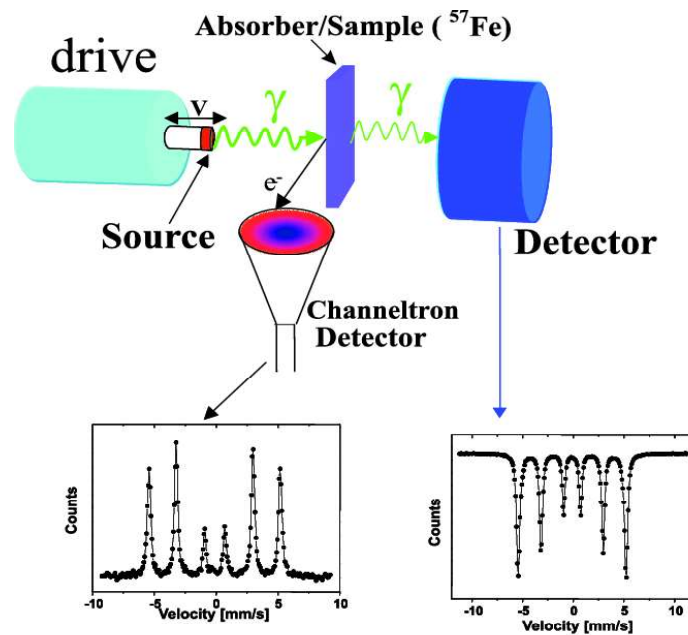 Absorber/Sample ( ⁵⁷Fe)
drive
v
γ
γ
e-
Source
Detector
Channeltron
Detector
Counts
-10
-5
0
5
10
Velocity [mm/s]
Counts
-10
-5
0
5
10
Velocity [mm/s]